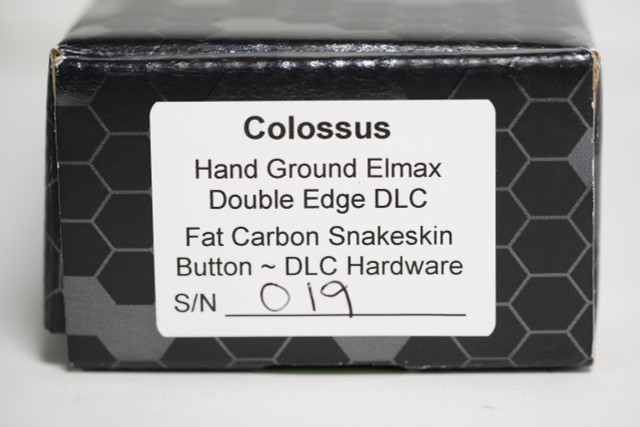 Colossus
Hand Ground Elmax
Double Edge DLC
Fat Carbon Snakeskin
Button ~ DLC Hardware
S/N 019